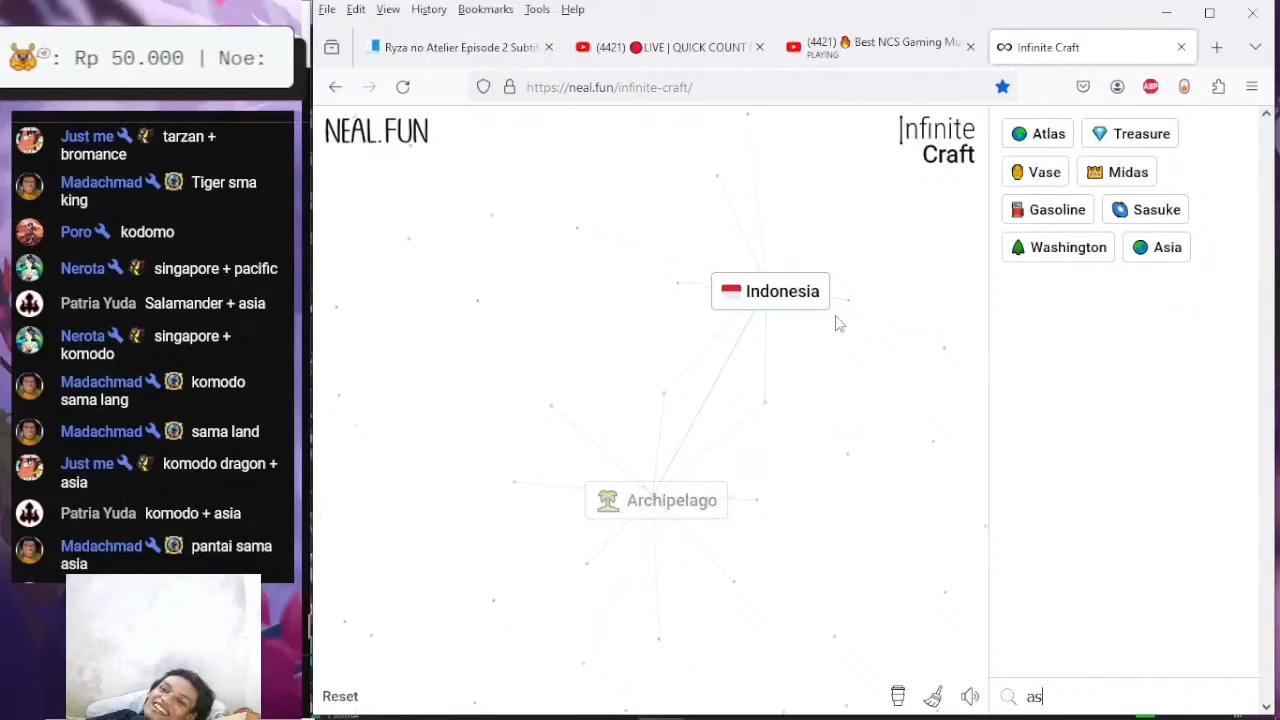 : Rp 50.000 | Noe:
Just me tarzan +
bromance
Madachmad Tiger sma
king
Poro kodomo
Nerota singapore + pacific
Patria Yuda Salamander + asia
Nerota singapore +
komodo
Madachmad komodo
sama lang
Madachmad sama land
Just me komodo dragon +
asia
Patria Yuda komodo + asia
Madachmad pantai sama
asia
File Edit View History Bookmarks Tools Help
Ryza no Atelier Episode 2 Subtit
(4421) 🔴LIVE | QUICK COUNT
(4421) 🔥 Best NCS Gaming Mu
PLAYING
Infinite Craft
https://neal.fun/infinite-craft/
ABP
NEAL.FUN
Infinite
Craft
Indonesia
Archipelago
Reset
Atlas Treasure
Vase Midas
Gasoline Sasuke
Washington Asia
as